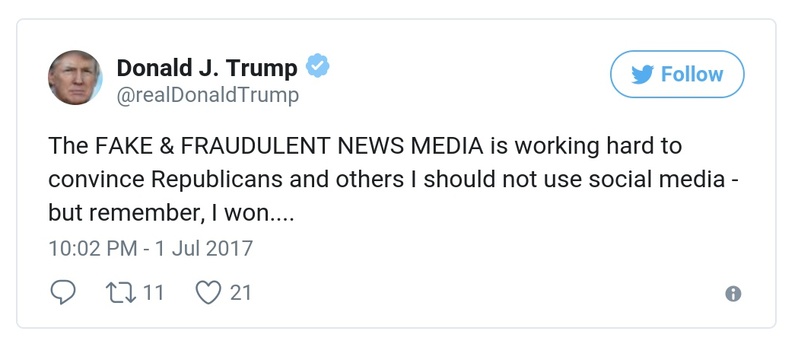 Donald J. Trump
@realDonaldTrump
Follow
The FAKE & FRAUDULENT NEWS MEDIA is working hard to
convince Republicans and others I should not use social media -
but remember, I won....
10:02 PM - 1 Jul 2017
11 21